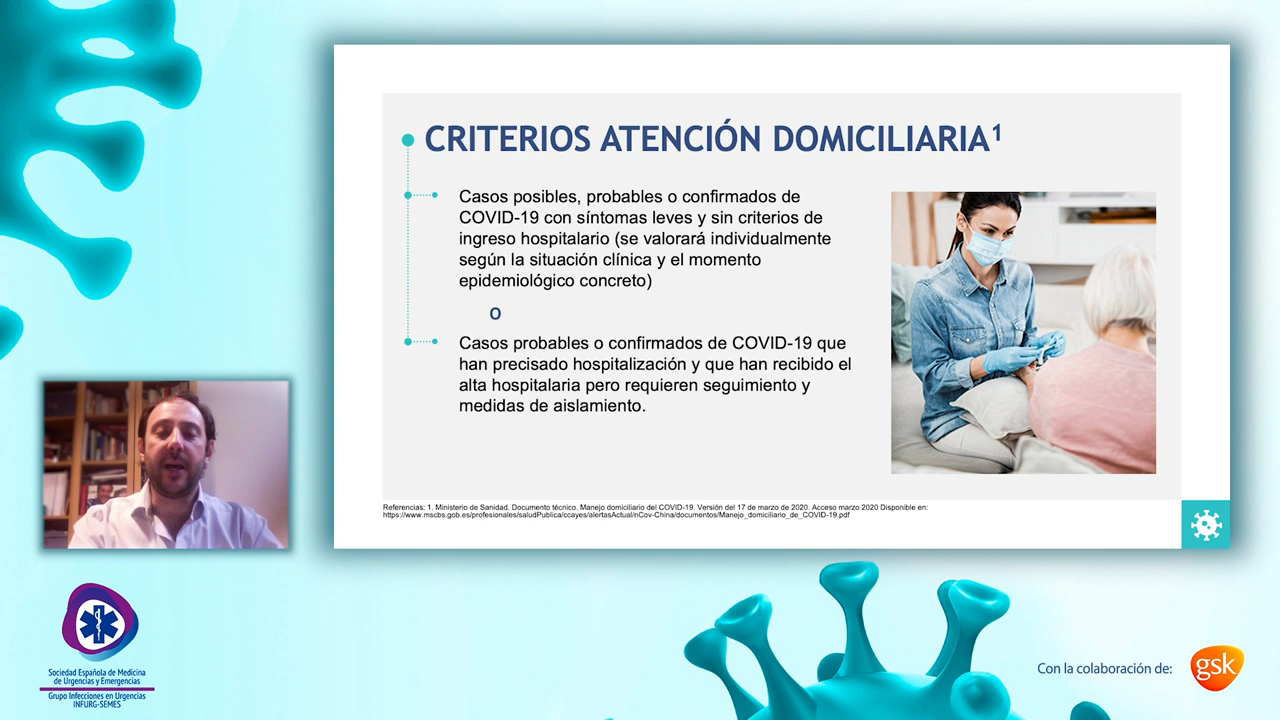 CRITERIOS ATENCIÓN DOMICILIARIA¹
Casos posibles, probables o confirmados de
COVID-19 con síntomas leves y sin criterios de
ingreso hospitalario (se valorará individualmente
según la situación clínica y el momento
epidemiológico concreto)
O
Casos probables o confirmados de COVID-19 que
han precisado hospitalización y que han recibido el
alta hospitalaria pero requieren seguimiento y
medidas de aislamiento.
Referencias: 1. Ministerio de Sanidad. Documento técnico. Manejo domiciliario del COVID-19. Versión del 17 de marzo de 2020. Acceso marzo 2020 Disponible en:
https://www.mscbs.gob.es/profesionales/saludPublica/ccayes/alertasActual/nCov-China/documentos/Manejo_domiciliario_de_COVID-19.pdf
Sociedad Española de Medicina
de Urgencias y Emergencias
Grupo Infecciones en Urgencias
INFURG-SEMES
Con la colaboración de:
gsk